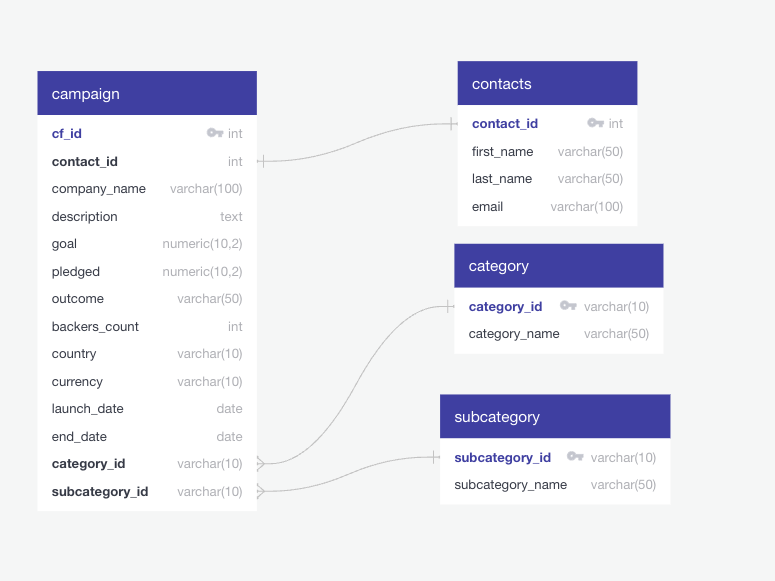 campaign
cf_id int
contact_id int
company_name varchar(100)
description text
goal numeric(10,2)
pledged numeric(10,2)
outcome varchar(50)
backers_count int
country varchar(10)
currency varchar(10)
launch_date date
end_date date
category_id varchar(10)
subcategory_id varchar(10)
contacts
contact_id int
first_name varchar(50)
last_name varchar(50)
email varchar(100)
category
category_id varchar(10)
category_name varchar(50)
subcategory
subcategory_id varchar(10)
subcategory_name varchar(50)